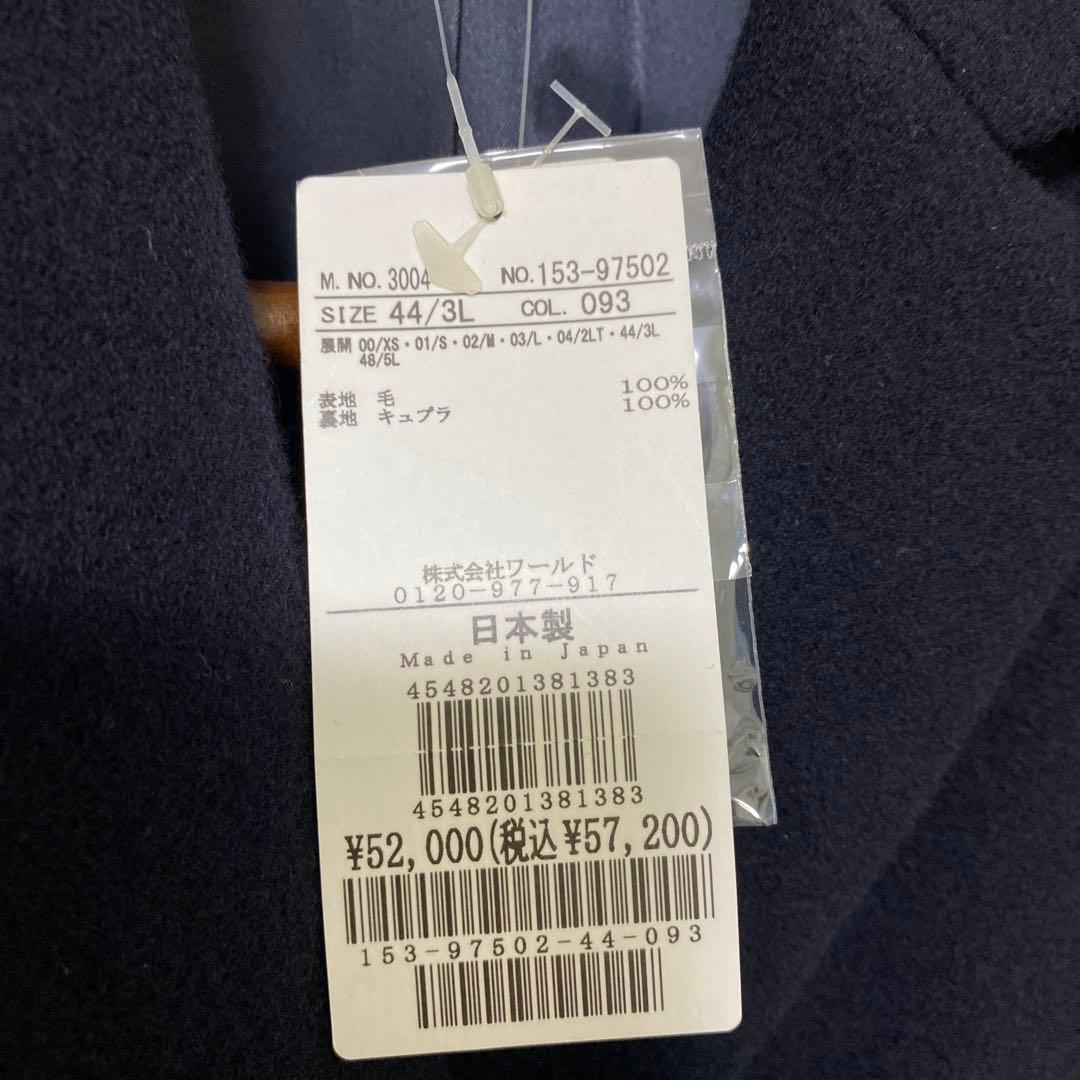 M. NO. 3004 NO. 153-97502
SIZE 44/3L COL. 093
展開 00/XS・01/S・02/M・03/L・04/2LT・44/3L
48/5L
表地 毛 100%
裏地 キュプラ 100%
株式会社ワールド
0120-977-917
日本製
Made in Japan
4548201381383
4548201381383
¥52,000(税込¥57,200)
153-97502-44-093